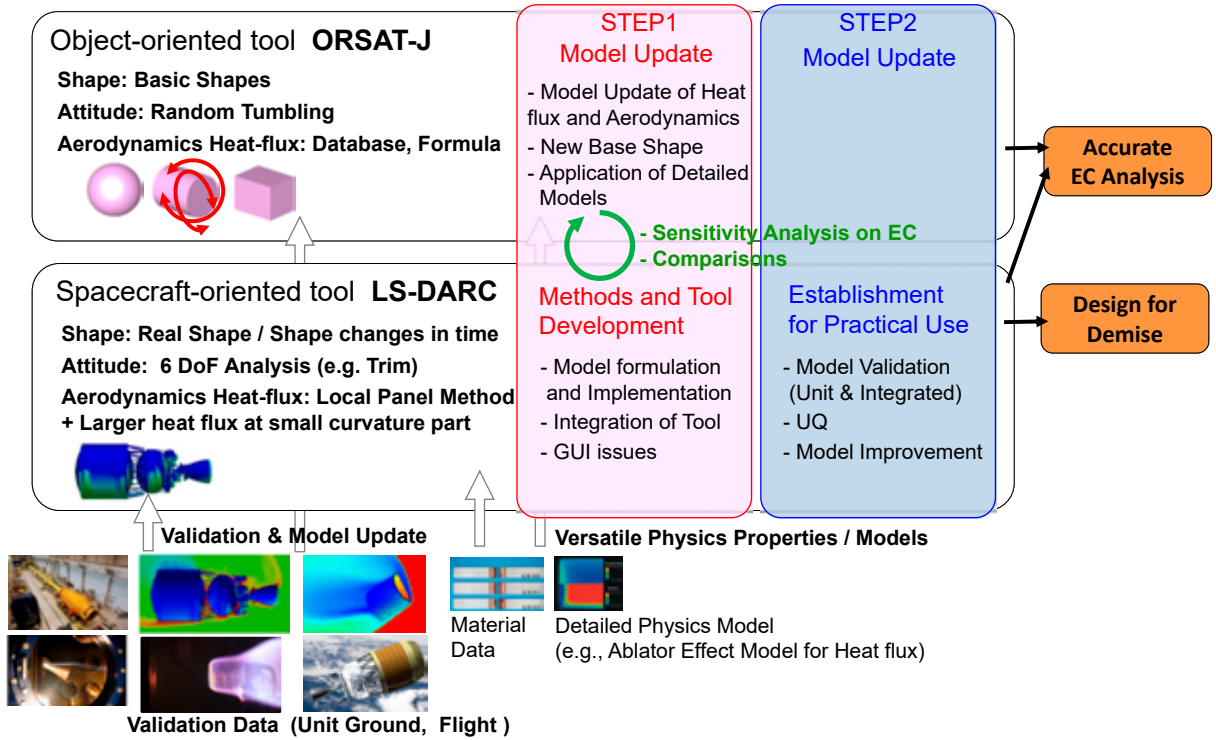 Object-oriented tool ORSAT-J
Shape: Basic Shapes
Attitude: Random Tumbling
Aerodynamics Heat-flux: Database, Formula
STEP1
Model Update
- Model Update of Heat
flux and Aerodynamics
- New Base Shape
- Application of Detailed
Models
STEP2
Model Update
- Sensitivity Analysis on EC
- Comparisons
Accurate
EC Analysis
Spacecraft-oriented tool LS-DARC
Shape: Real Shape / Shape changes in time
Attitude: 6 DoF Analysis (e.g. Trim)
Aerodynamics Heat-flux: Local Panel Method
+ Larger heat flux at small curvature part
Methods and Tool
Development
- Model formulation
and Implementation
- Integration of Tool
- GUI issues
Establishment
for Practical Use
- Model Validation
(Unit & Integrated)
- UQ
- Model Improvement
Design for
Demise
Validation & Model Update
Versatile Physics Properties / Models
Material
Data
Detailed Physics Model
(e.g., Ablator Effect Model for Heat flux)
Validation Data (Unit Ground, Flight )